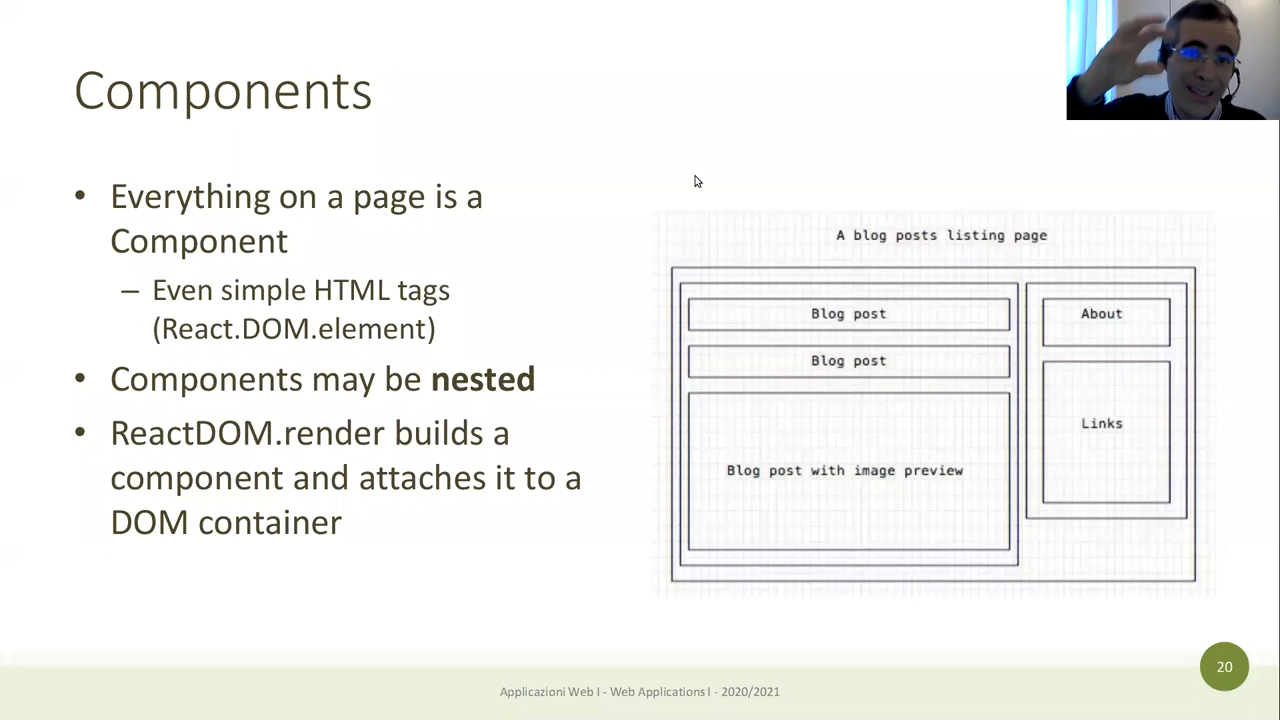 Components
• Everything on a page is a
Component
– Even simple HTML tags
(React.DOM.element)
• Components may be nested
• ReactDOM.render builds a
component and attaches it to a
DOM container
A blog posts listing page
Blog post
Blog post
Blog post with image preview
About
Links
Applicazioni Web I - Web Applications I - 2020/2021
20